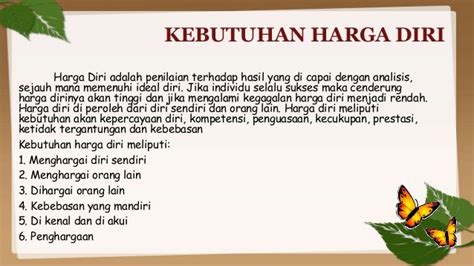 KEBUTUHAN HARGA DIRI
Harga Diri adalah penilaian terhadap hasil yang di capai dengan analisis,
sejauh mana memenuhi ideal diri. Jika individu selalu sukses maka cenderung
harga dirinya akan tinggi dan jika mengalami kegagalan harga diri menjadi rendah.
Harga diri di peroleh dari diri sendiri dan orang lain. Harga diri meliputi
kebutuhan akan kepercayaan diri, kompetensi, penguasaan, kecukupan, prestasi,
ketidak tergantungan dan kebebasan
Kebutuhan harga diri meliputi:
1. Menghargai diri sendiri
2. Menghargai orang lain
3. Dihargai orang lain
4. Kebebasan yang mandiri
5. Di kenal dan di akui
6. Penghargaan